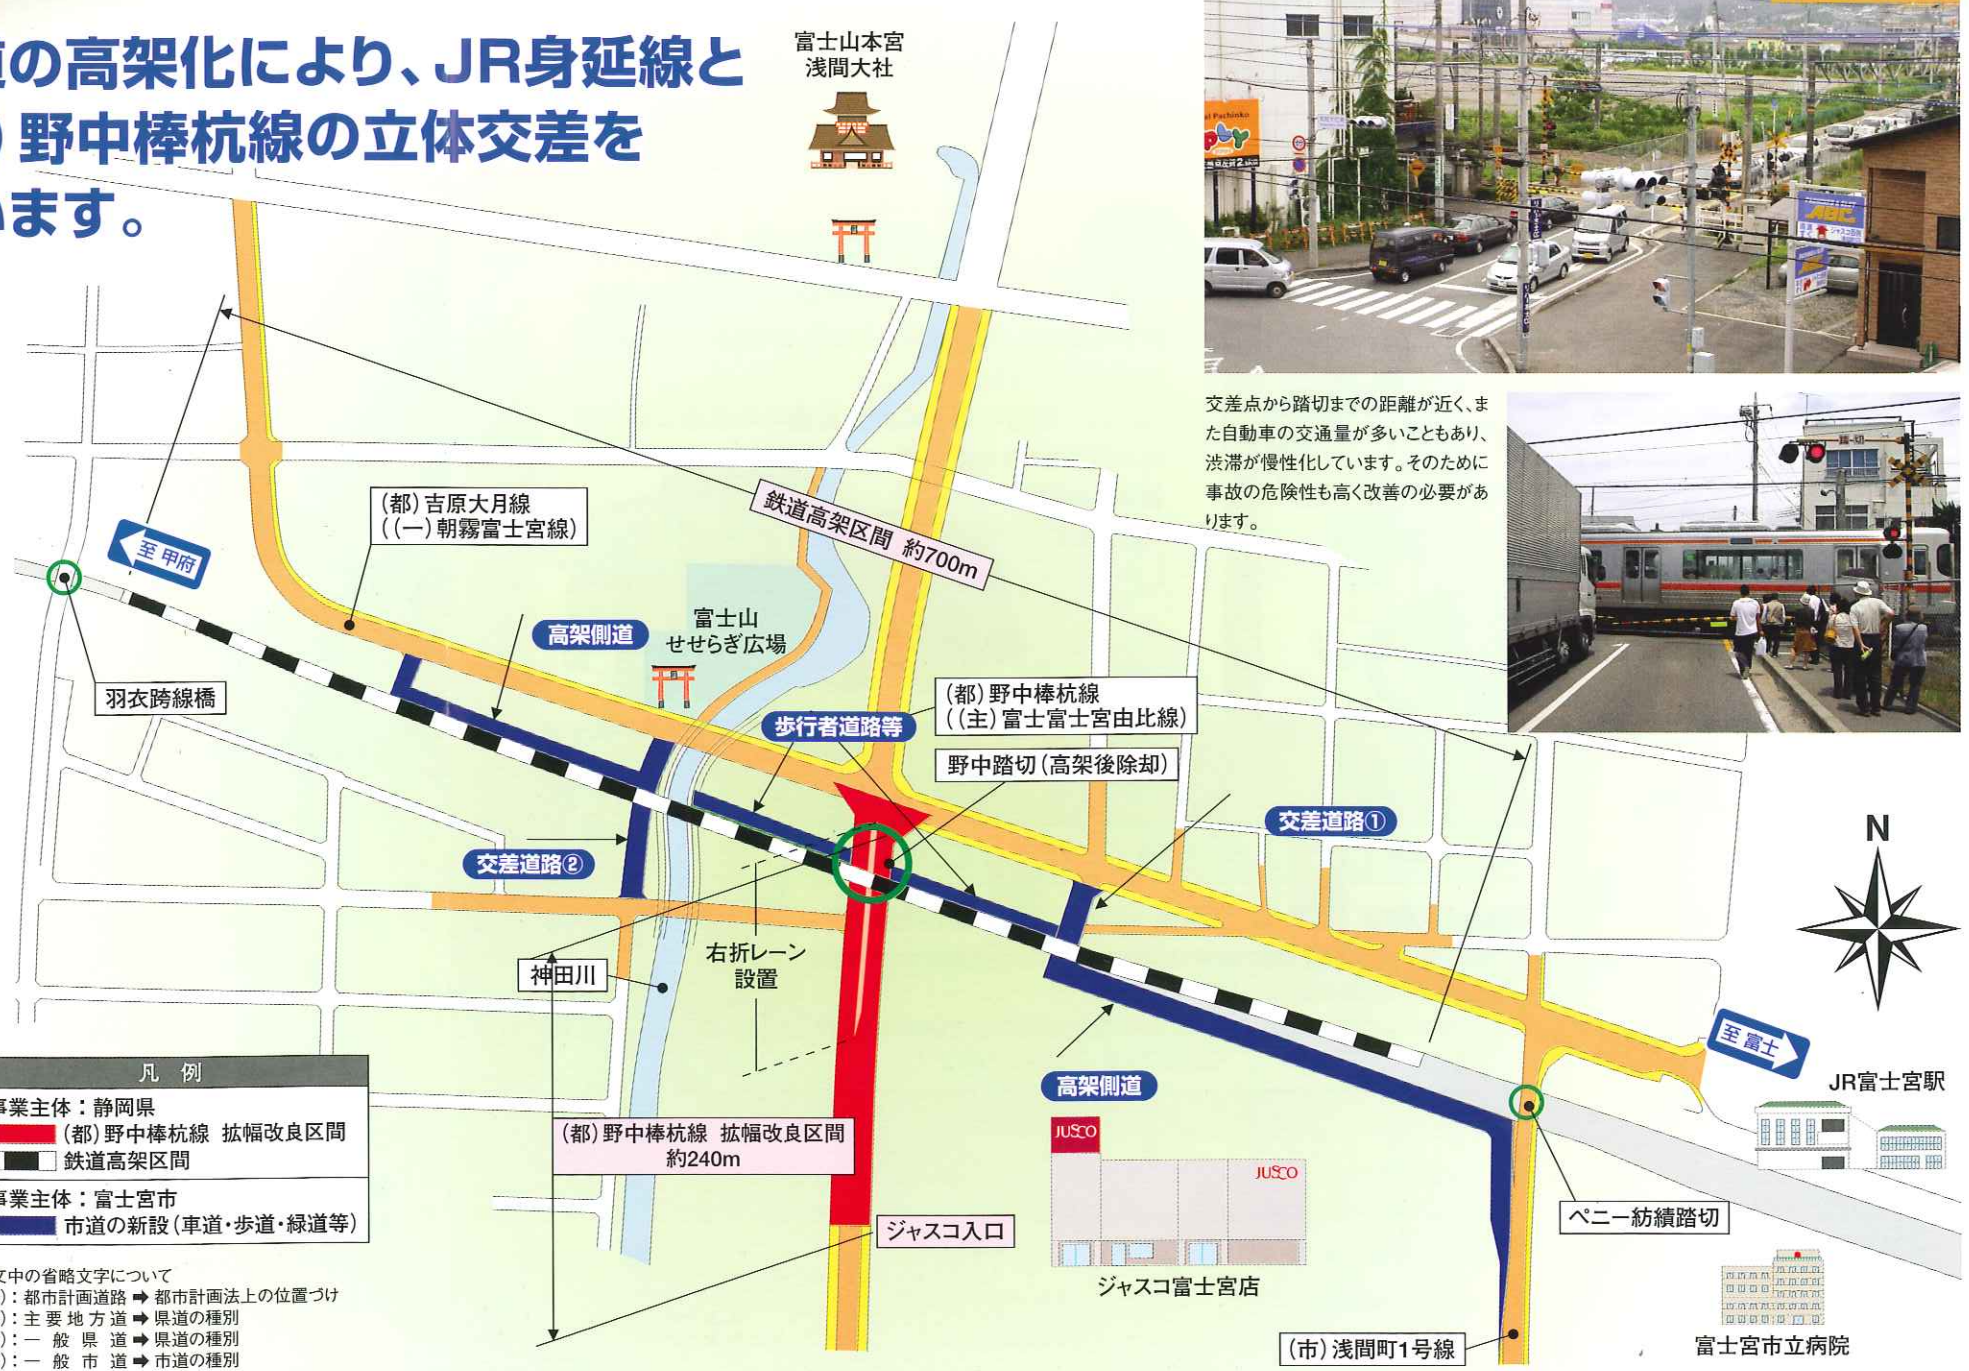 道の高架化により、JR身延線と
）野中棒杭線の立体交差を
います。
富士山本宮
浅間大社
交差点から踏切までの距離が近く、ま
た自動車の交通量が多いこともあり、
渋滞が慢性化しています。そのために
事故の危険性も高く改善の必要があ
ります。
(都)吉原大月線
((一)朝霧富士宮線)
鉄道高架区間 約700m
至 甲府
高架側道
富士山
せせらぎ広場
羽衣跨線橋
歩行者道路等
(都)野中棒杭線
((主)富士富士宮由比線)
野中踏切(高架後除却)
交差道路①
交差道路②
N
神田川
右折レーン
設置
至 富士
高架側道
JR富士宮駅
凡 例
事業主体：静岡県
(都)野中棒杭線 拡幅改良区間
鉄道高架区間
事業主体：富士宮市
市道の新設(車道・歩道・緑道等)
(都)野中棒杭線 拡幅改良区間
約240m
JUSCO
JUSCO
ジャスコ入口
ジャスコ富士宮店
ペニー紡績踏切
文中の省略文字について
)：都市計画道路 ➡ 都市計画法上の位置づけ
)：主 要 地 方 道 ➡ 県道の種別
)：一 般 県 道 ➡ 県道の種別
)：一 般 市 道 ➡ 市道の種別
(市)浅間町1号線
富士宮市立病院
Pachinko
ABC